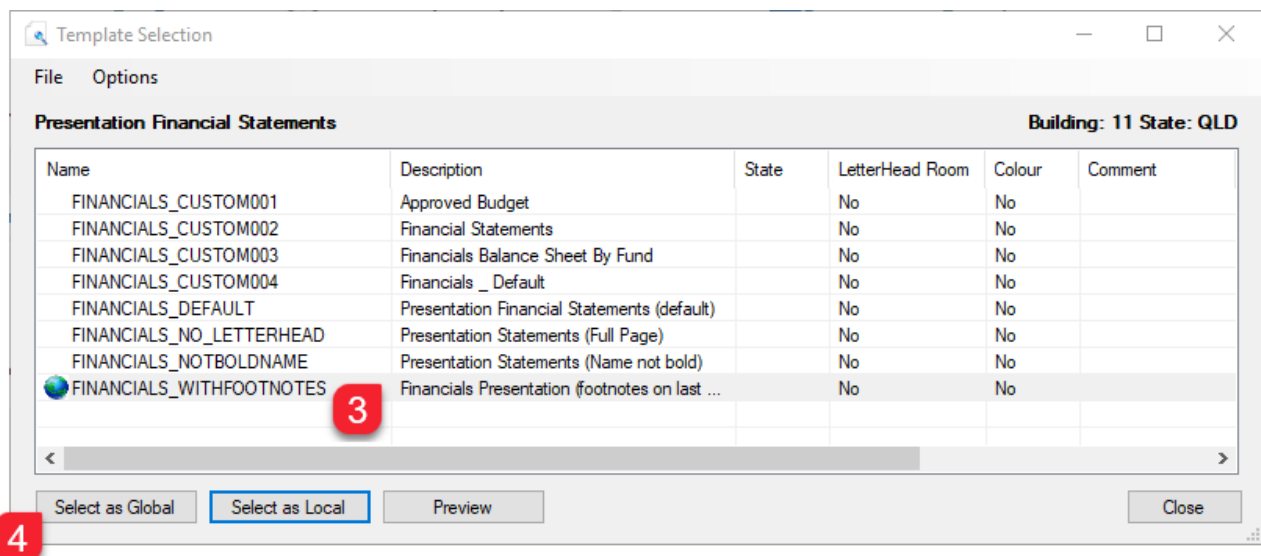 Template Selection
File Options
Presentation Financial Statements Building: 11 State: QLD
Name Description State LetterHead Room Colour Comment
FINANCIALS_CUSTOM001 Approved Budget No No
FINANCIALS_CUSTOM002 Financial Statements No No
FINANCIALS_CUSTOM003 Financials Balance Sheet By Fund No No
FINANCIALS_CUSTOM004 Financials _ Default No No
FINANCIALS_DEFAULT Presentation Financial Statements (default) No No
FINANCIALS_NO_LETTERHEAD Presentation Statements (Full Page) No No
FINANCIALS_NOTBOLDNAME Presentation Statements (Name not bold) No No
FINANCIALS_WITHFOOTNOTES Financials Presentation (footnotes on last ... No No
3
Select as Global Select as Local Preview Close
4